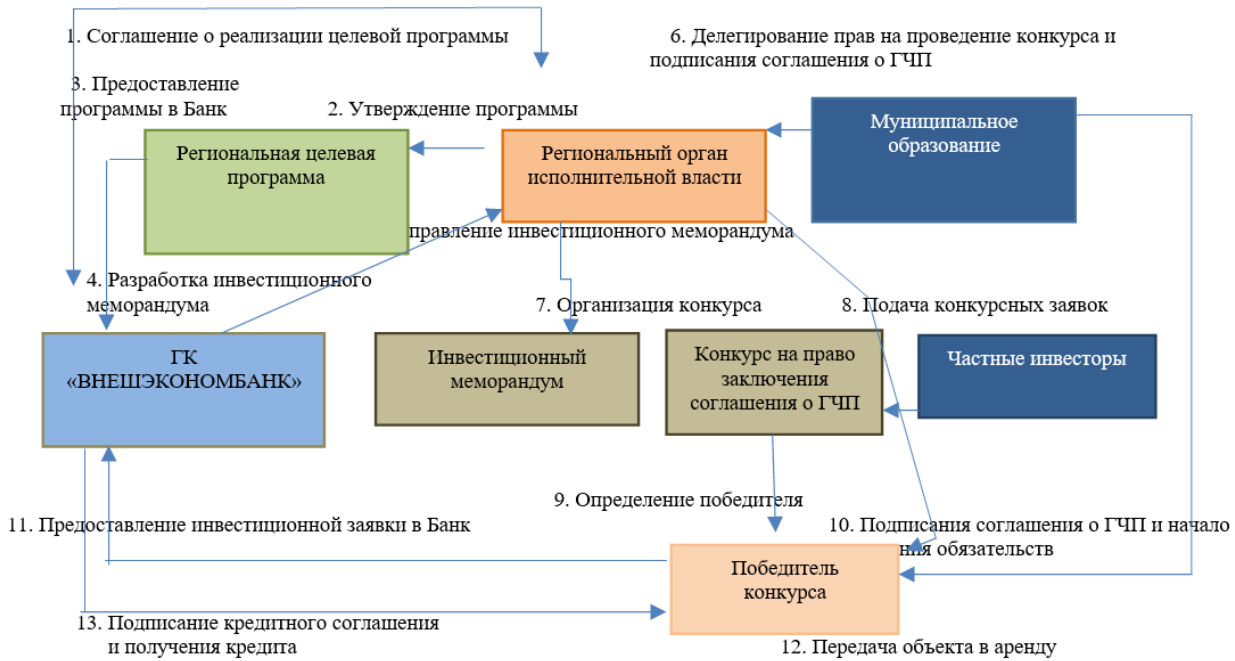 1. Соглашение о реализации целевой программы
6. Делегирование прав на проведение конкурса и
подписания соглашения о ГЧП
3. Предоставление
программы в Банк
2. Утверждение программы
Региональная целевая
программа
Региональный орган
исполнительной власти
Муниципальное
образование
правление инвестиционного меморандума
4. Разработка инвестиционного
меморандума
7. Организация конкурса
8. Подача конкурсных заявок
ГК
«ВНЕШЭКОНОМБАНК»
Инвестиционный
меморандум
Конкурс на право
заключения
соглашения о ГЧП
Частные инвесторы
9. Определение победителя
11. Предоставление инвестиционной заявки в Банк
10. Подписания соглашения о ГЧП и начало
ния обязательств
Победитель
конкурса
13. Подписание кредитного соглашения
и получения кредита
12. Передача объекта в аренду